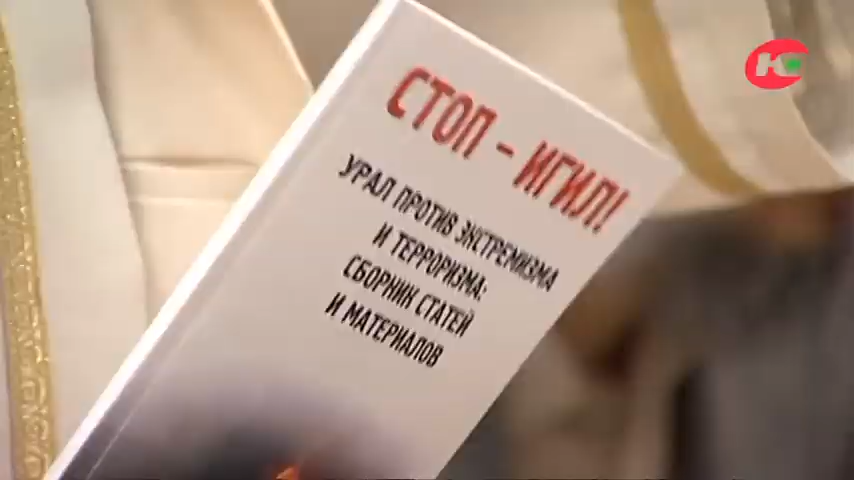 СТОП - ИГИЛ!
УРАЛ ПРОТИВ ЭКСТРЕМИЗМА
И ТЕРРОРИЗМА:
СБОРНИК СТАТЕЙ
И МАТЕРИАЛОВ